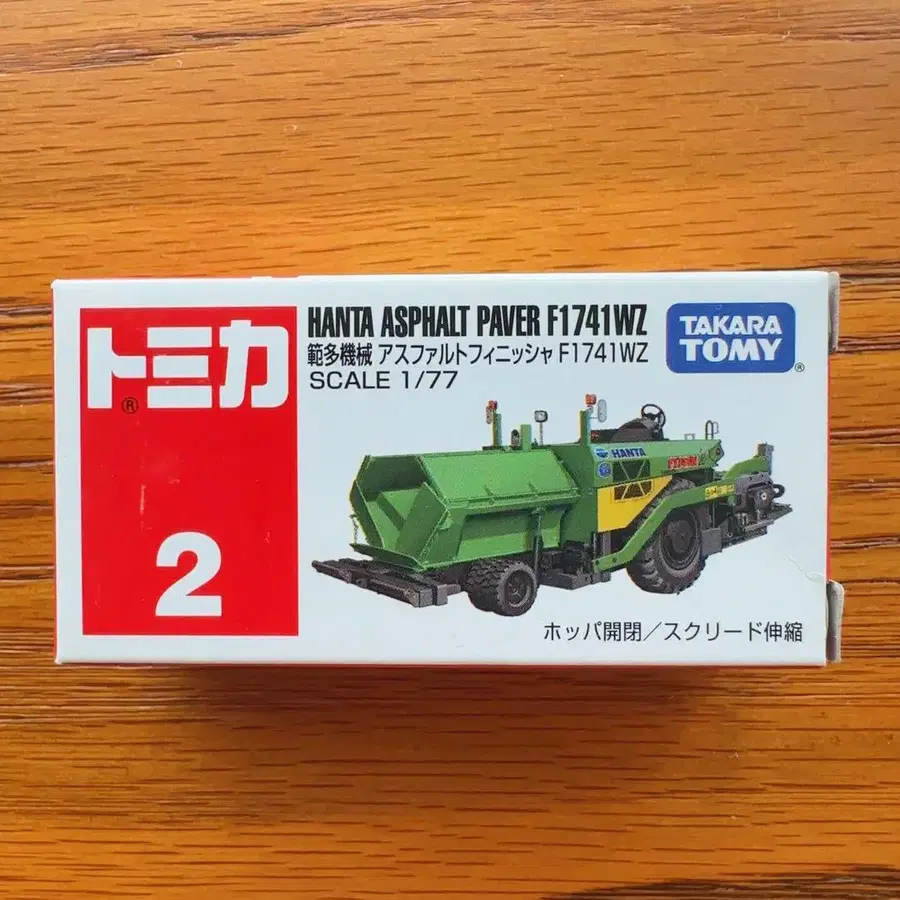 トミカ
®
2
HANTA ASPHALT PAVER F1741WZ
範多機械 アスファルトフィニッシャ F1741WZ
SCALE 1/77
TAKARA
TOMY
®
HANTA
F1741WZ
ホッパ開閉/スクリード伸縮